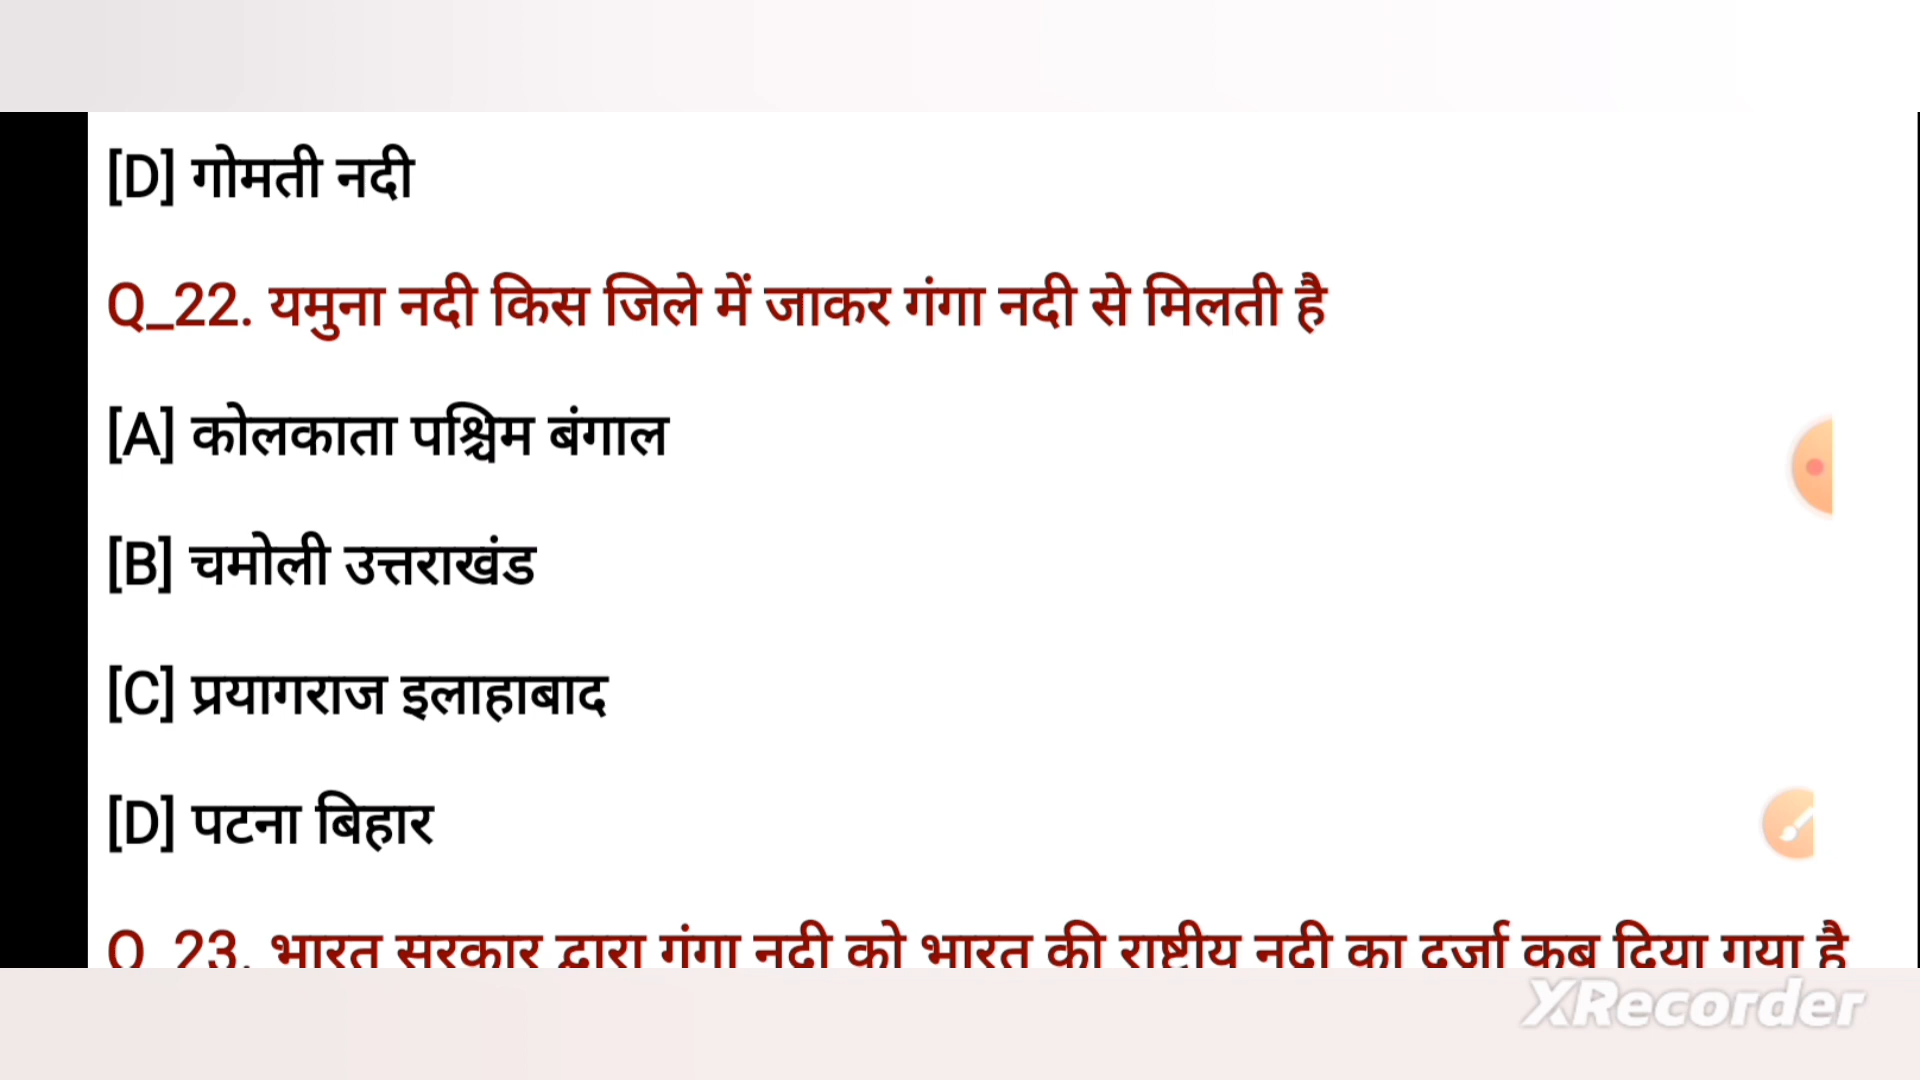 [D] गोमती नदी
Q_22. यमुना नदी किस जिले में जाकर गंगा नदी से मिलती है
[A] कोलकाता पश्चिम बंगाल
[B] चमोली उत्तराखंड
[C] प्रयागराज इलाहाबाद
[D] पटना बिहार
Q_23. भारत सरकार द्वारा गंगा नदी को भारत की राष्टीय नदी का दर्जा कब दिया गया है
XRecorder